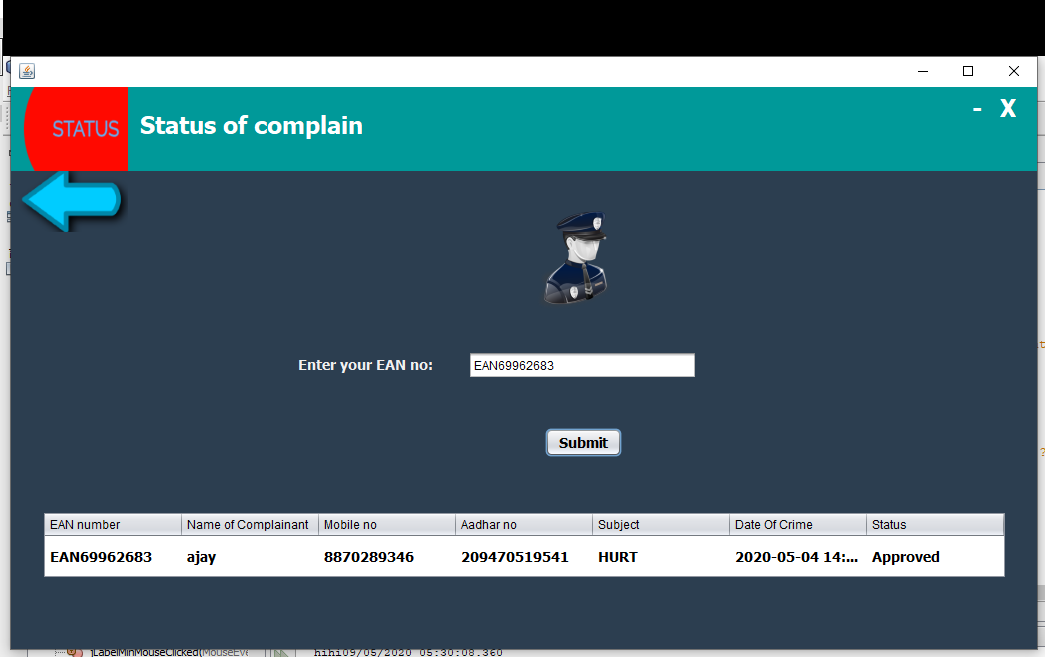 STATUS
Status of complain
- X
Enter your EAN no:
EAN69962683
Submit
EAN number Name of Complainant Mobile no Aadhar no Subject Date Of Crime Status
EAN69962683 ajay 8870289346 209470519541 HURT 2020-05-04 14:... Approved
jLabelMinMouseClicked(MouseEve hihi09/05/2020 05:30:08.360